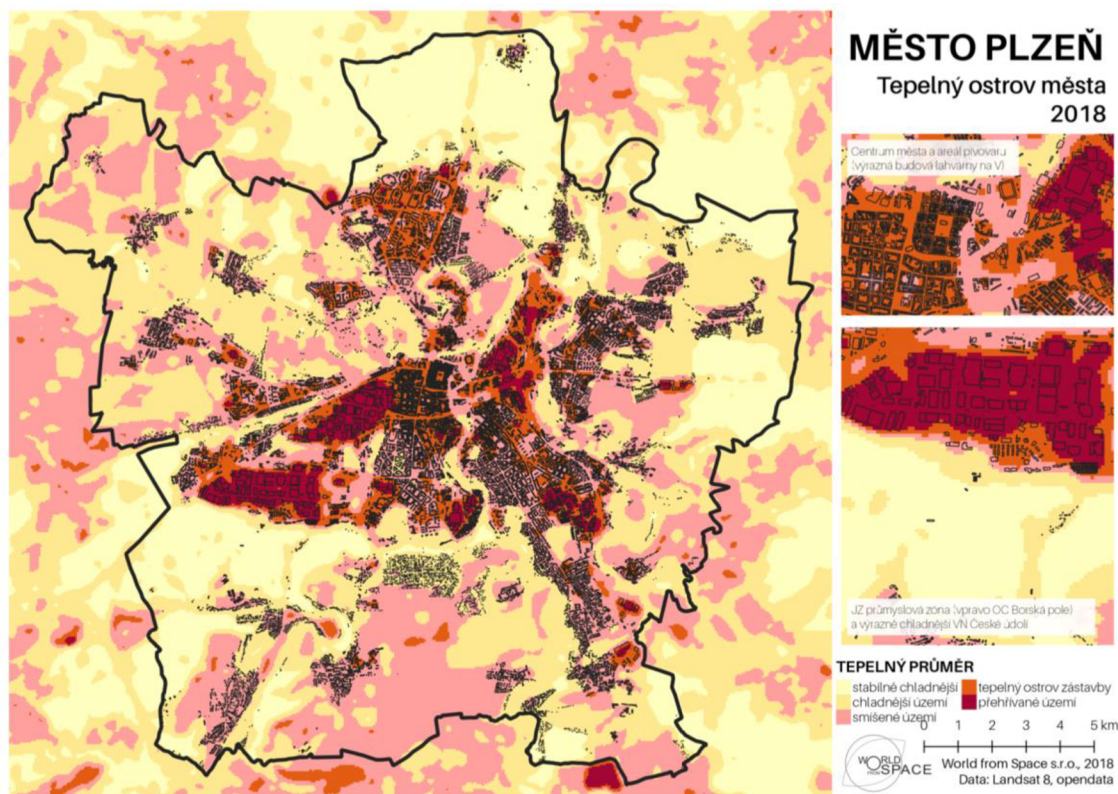 MĚSTO PLZEŇ
Tepelný ostrov města
2018
Centrum města a areál pivovaru
(výrazná budova lahvárny na V)
JZ průmyslová zóna (vpravo OC Borská pole)
a výrazně chladnější VN České údolí
TEPELNÝ PRŮMĚR
stabilně chladnější
chladnější území
smíšené území
tepelný ostrov zástavby
přehřívané území
0 1 2 3 4 5 km
WORLD
FROM SPACE
World from Space s.r.o., 2018
Data: Landsat 8, opendata